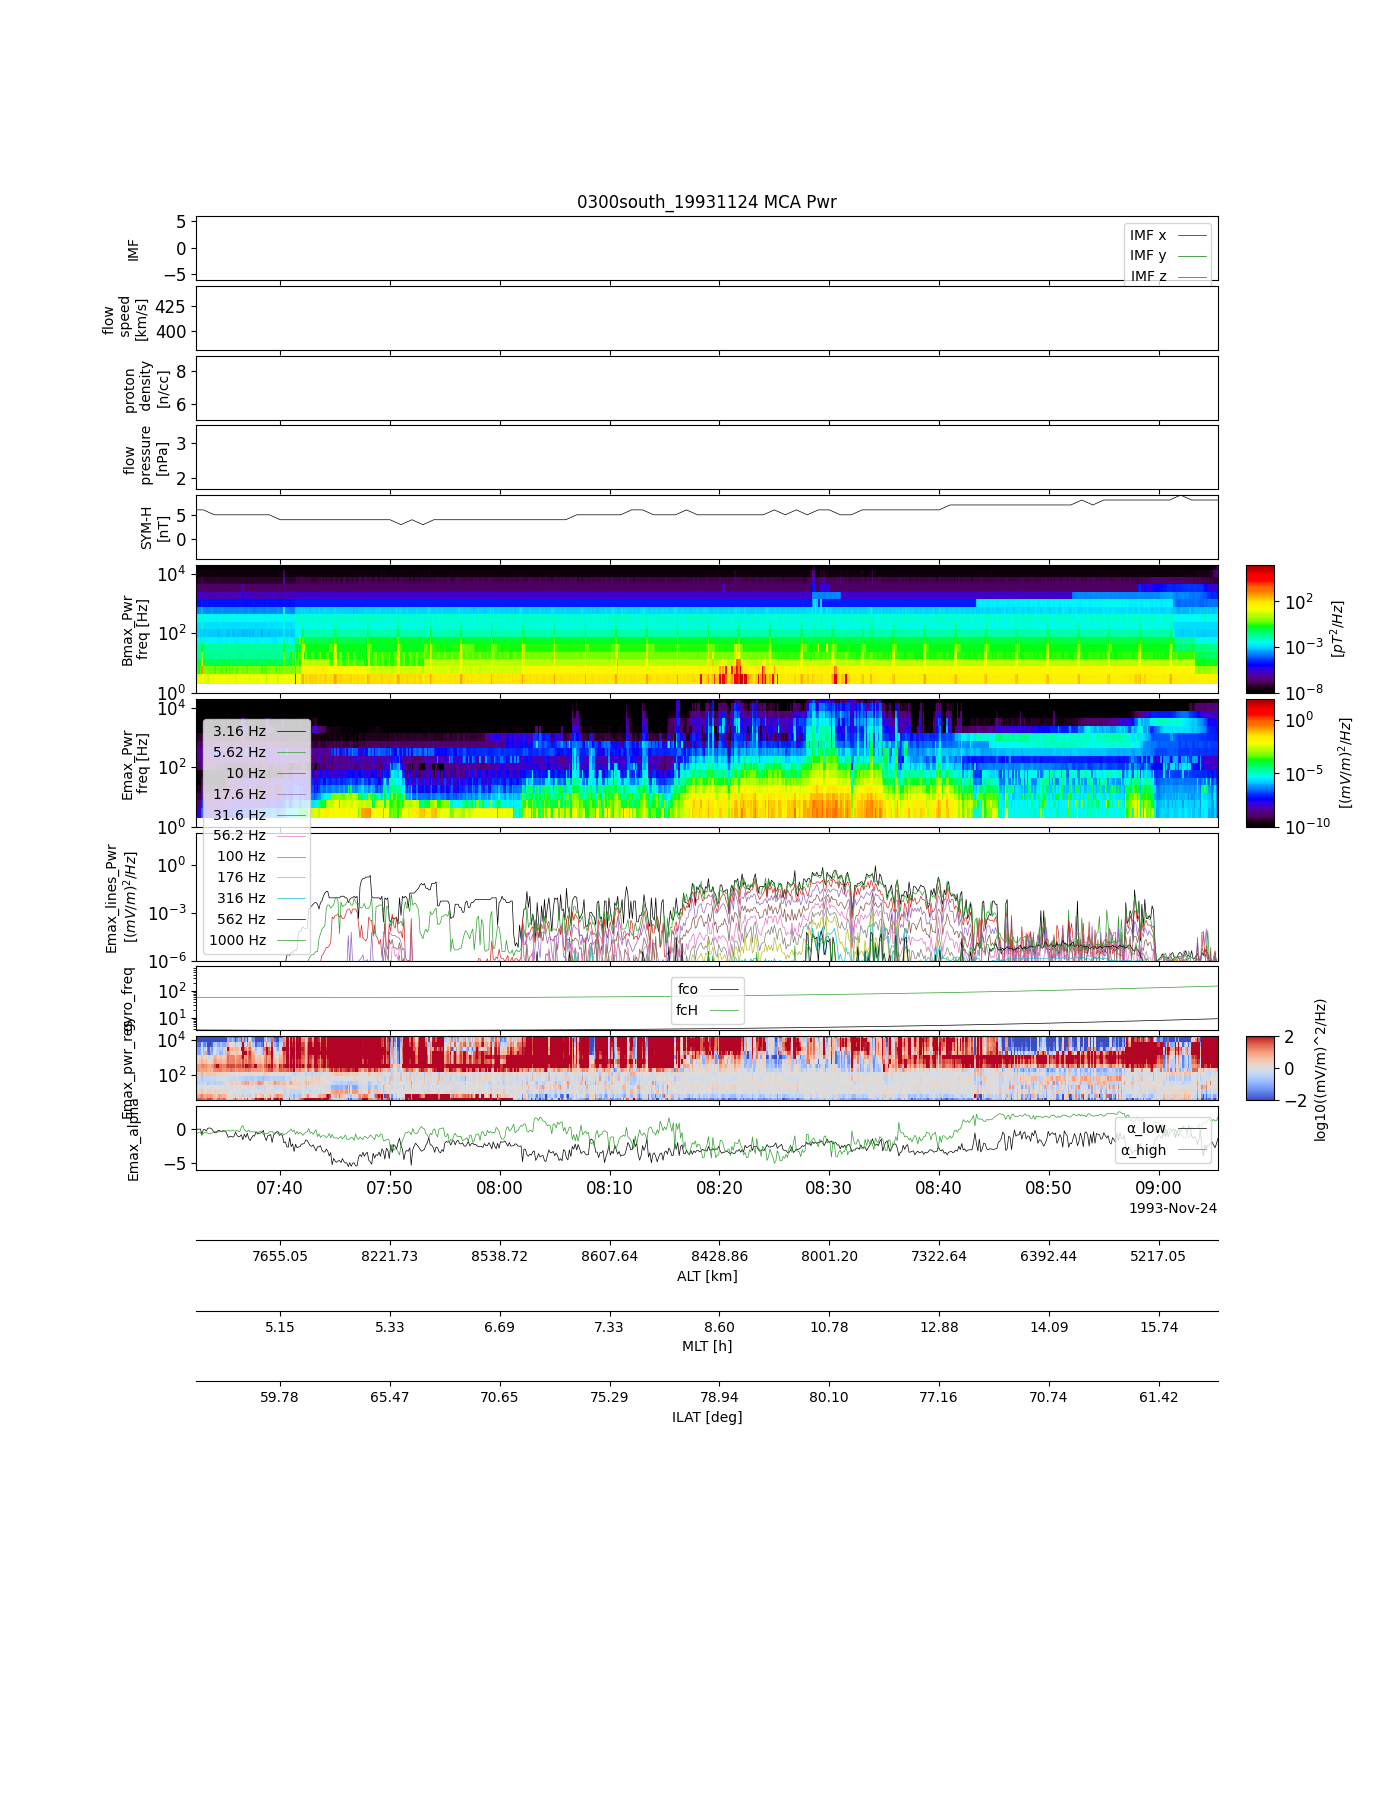 0300south_19931124 MCA Pwr
IMF
5
0
−5
IMF x
IMF y
IMF z
flow
speed
[km/s]
425
400
proton
density
[n/cc]
8
6
flow
pressure
[nPa]
3
2
SYM-H
[nT]
5
0
Bmax_Pwr
freq [Hz]
10^4
10^2
10^0
10^2
10^−3
10^−8
[pT^2/Hz]
Emax_Pwr
freq [Hz]
10^4
10^2
10^0
10^0
10^−5
10^−10
[(mV/m)^2/Hz]
3.16 Hz
5.62 Hz
10 Hz
17.6 Hz
31.6 Hz
56.2 Hz
100 Hz
176 Hz
316 Hz
562 Hz
1000 Hz
Emax_lines_Pwr
[(mV/m)^2/Hz]
10^0
10^−3
10^−6
gyro_freq
10^2
10^1
fco
fcH
Emax_pwr_reg
10^4
10^2
2
0
−2
log10((mV/m)^2/Hz)
Emax_alpha
0
−5
α_low
α_high
07:40 07:50 08:00 08:10 08:20 08:30 08:40 08:50 09:00
1993-Nov-24
7655.05 8221.73 8538.72 8607.64 8428.86 8001.20 7322.64 6392.44 5217.05
ALT [km]
5.15 5.33 6.69 7.33 8.60 10.78 12.88 14.09 15.74
MLT [h]
59.78 65.47 70.65 75.29 78.94 80.10 77.16 70.74 61.42
ILAT [deg]